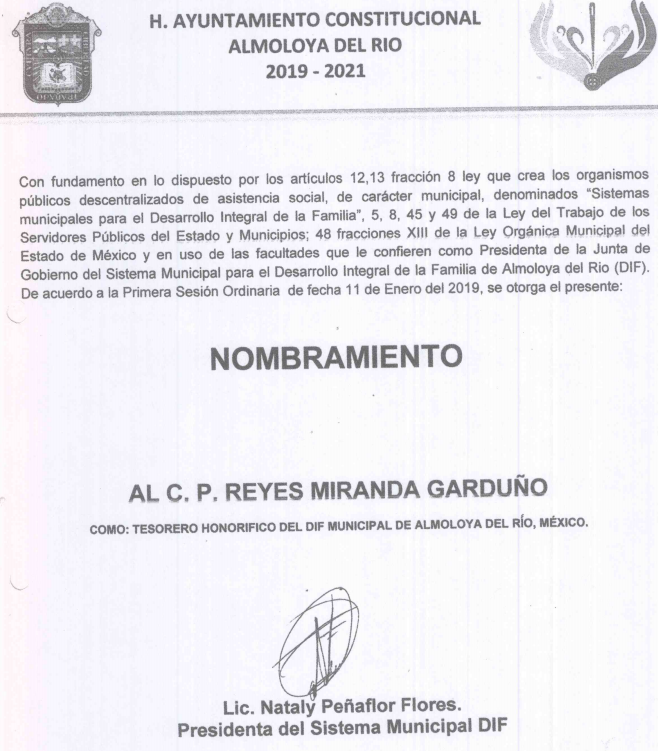 H. AYUNTAMIENTO CONSTITUCIONAL
ALMOLOYA DEL RIO
2019 - 2021
Con fundamento en lo dispuesto por los articulos 12,13 fracción 8 ley que crea los organismos
públicos descentralizados de asistencia social, de carácter municipal, denominados “Sistemas
municipales para el Desarrollo Integral de la Familia”, 5, 8, 45 y 49 de la Ley del Trabajo de los
Servidores Públicos del Estado y Municipios; 48 fracciones XIII de la Ley Orgánica Municipal del
Estado de México y en uso de las facultades que le confieren como Presidenta de la Junta de
Gobierno del Sistema Municipal para el Desarrollo Integral de la Familia de Almoloya del Rio (DIF).
De acuerdo a la Primera Sesión Ordinaria de fecha 11 de Enero del 2019, se otorga el presente:
NOMBRAMIENTO
AL C. P. REYES MIRANDA GARDUÑO
COMO: TESORERO HONORIFICO DEL DIF MUNICIPAL DE ALMOLOYA DEL RÍO, MÉXICO.
Lic. Nataly Peñaflor Flores.
Presidenta del Sistema Municipal DIF